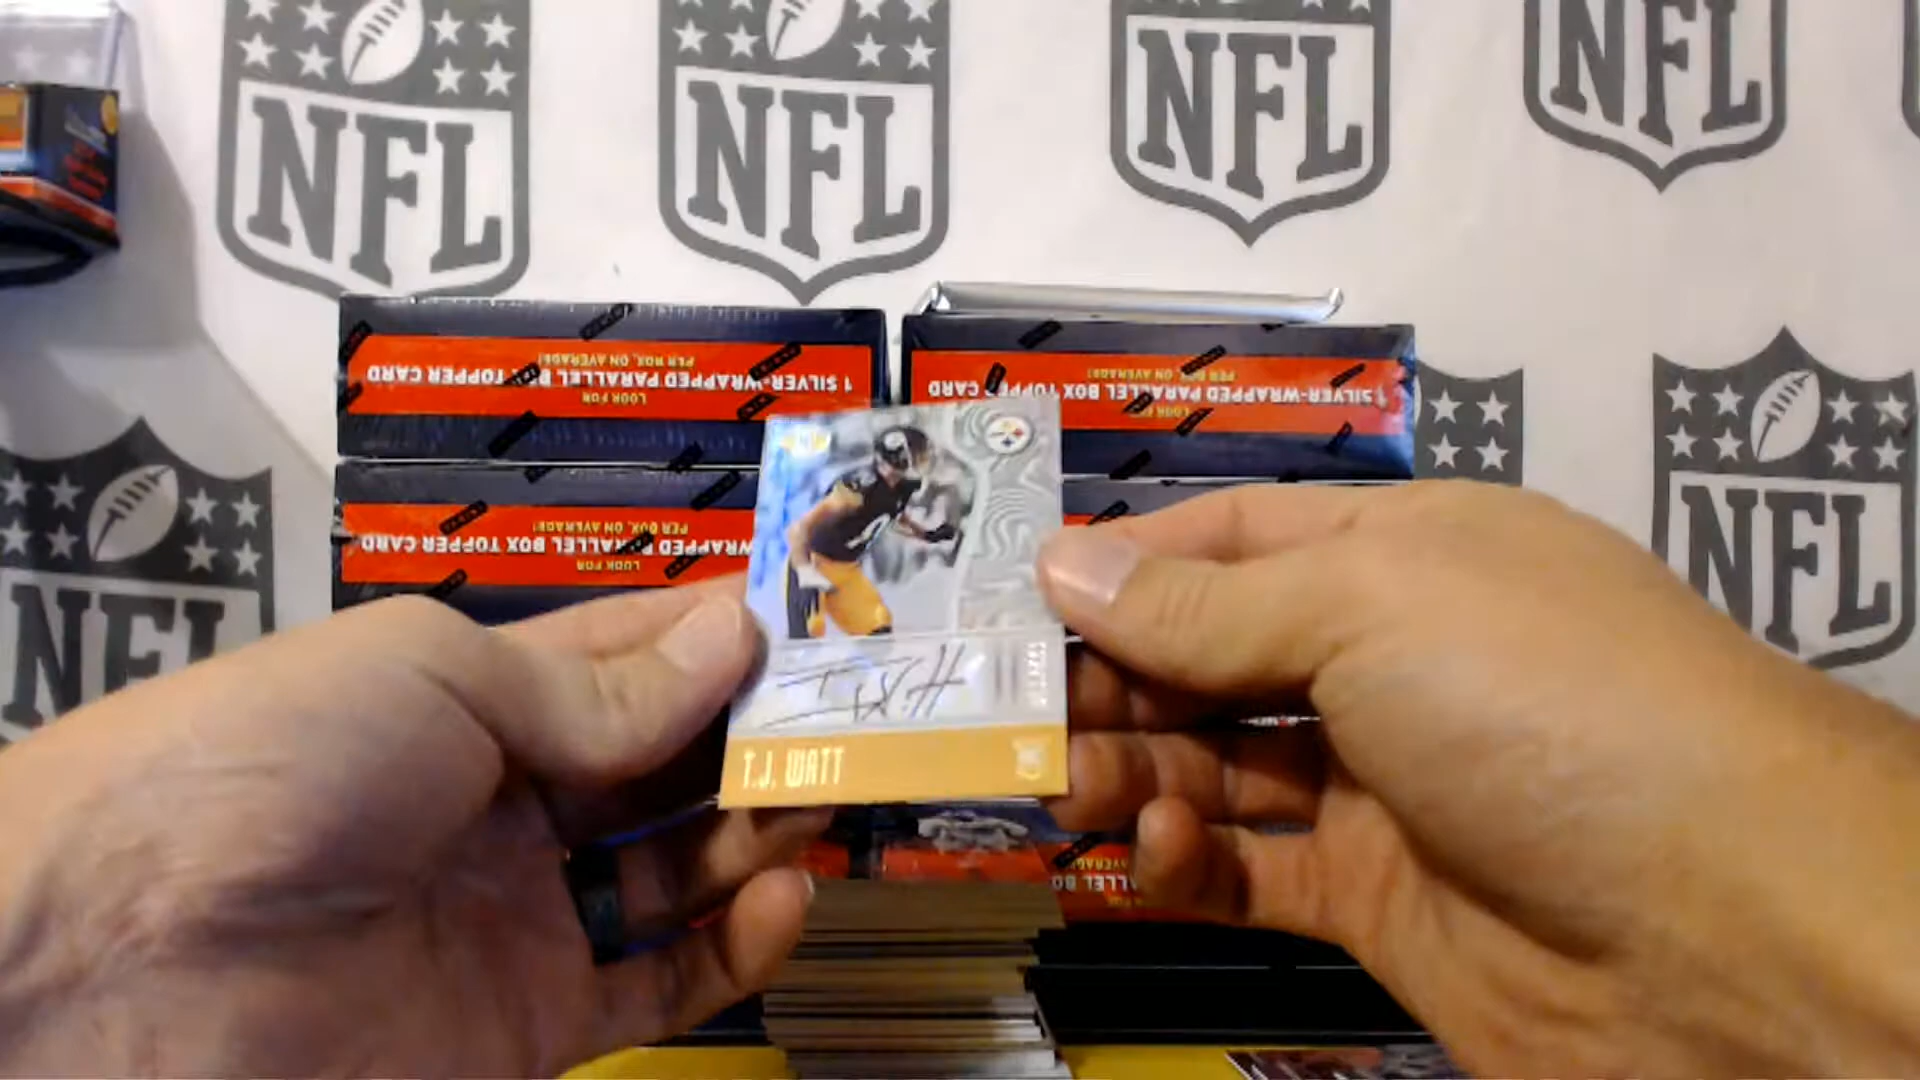 NFL
NFL
NFL
NFL
LOOK FOR
1 SILVER-WRAPPED PARALLEL BOX TOPPER CARD
PER BOX, ON AVERAGE!
1 SILVER-WRAPPED PARALLEL BOX TOPPER CARD
PER BOX, ON AVERAGE!
LOOK FOR
WRAPPED PARALLEL BOX TOPPER CARD
PER BOX, ON AVERAGE!
NFL
NFL
T.J. WATT